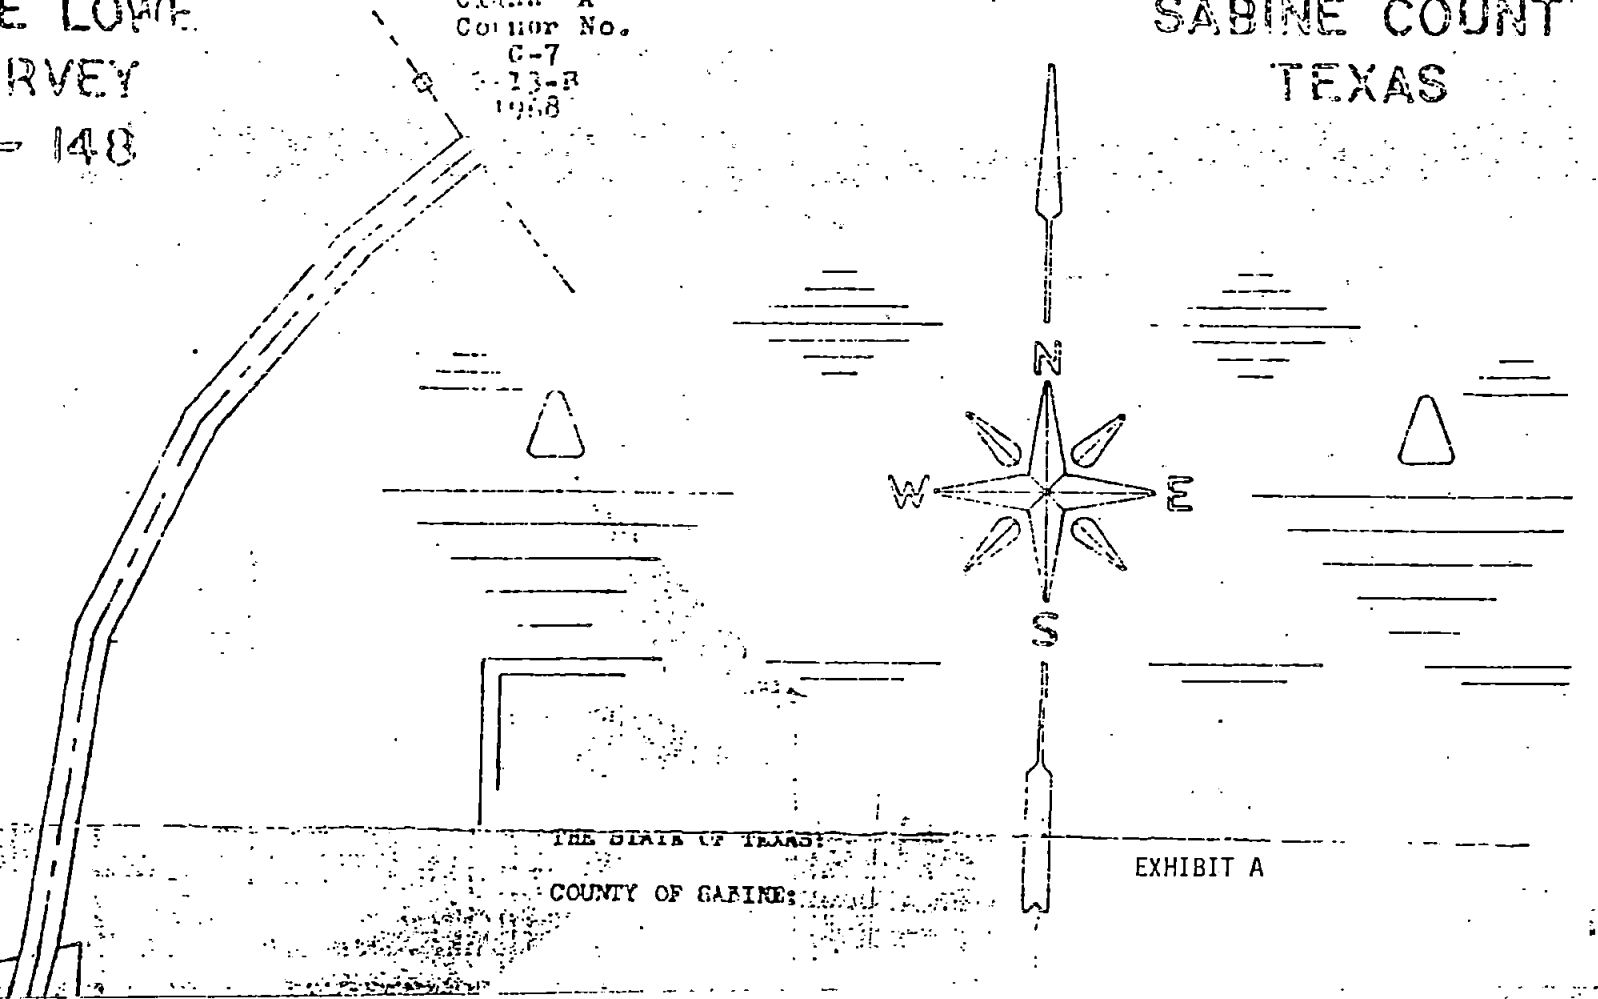 E LOWE
RVEY
- 148
Corner No.
C-7
1968
SABINE COUNT
TEXAS
N
W
E
S
THE STATE OF TEXAS:
COUNTY OF SABINE:
EXHIBIT A